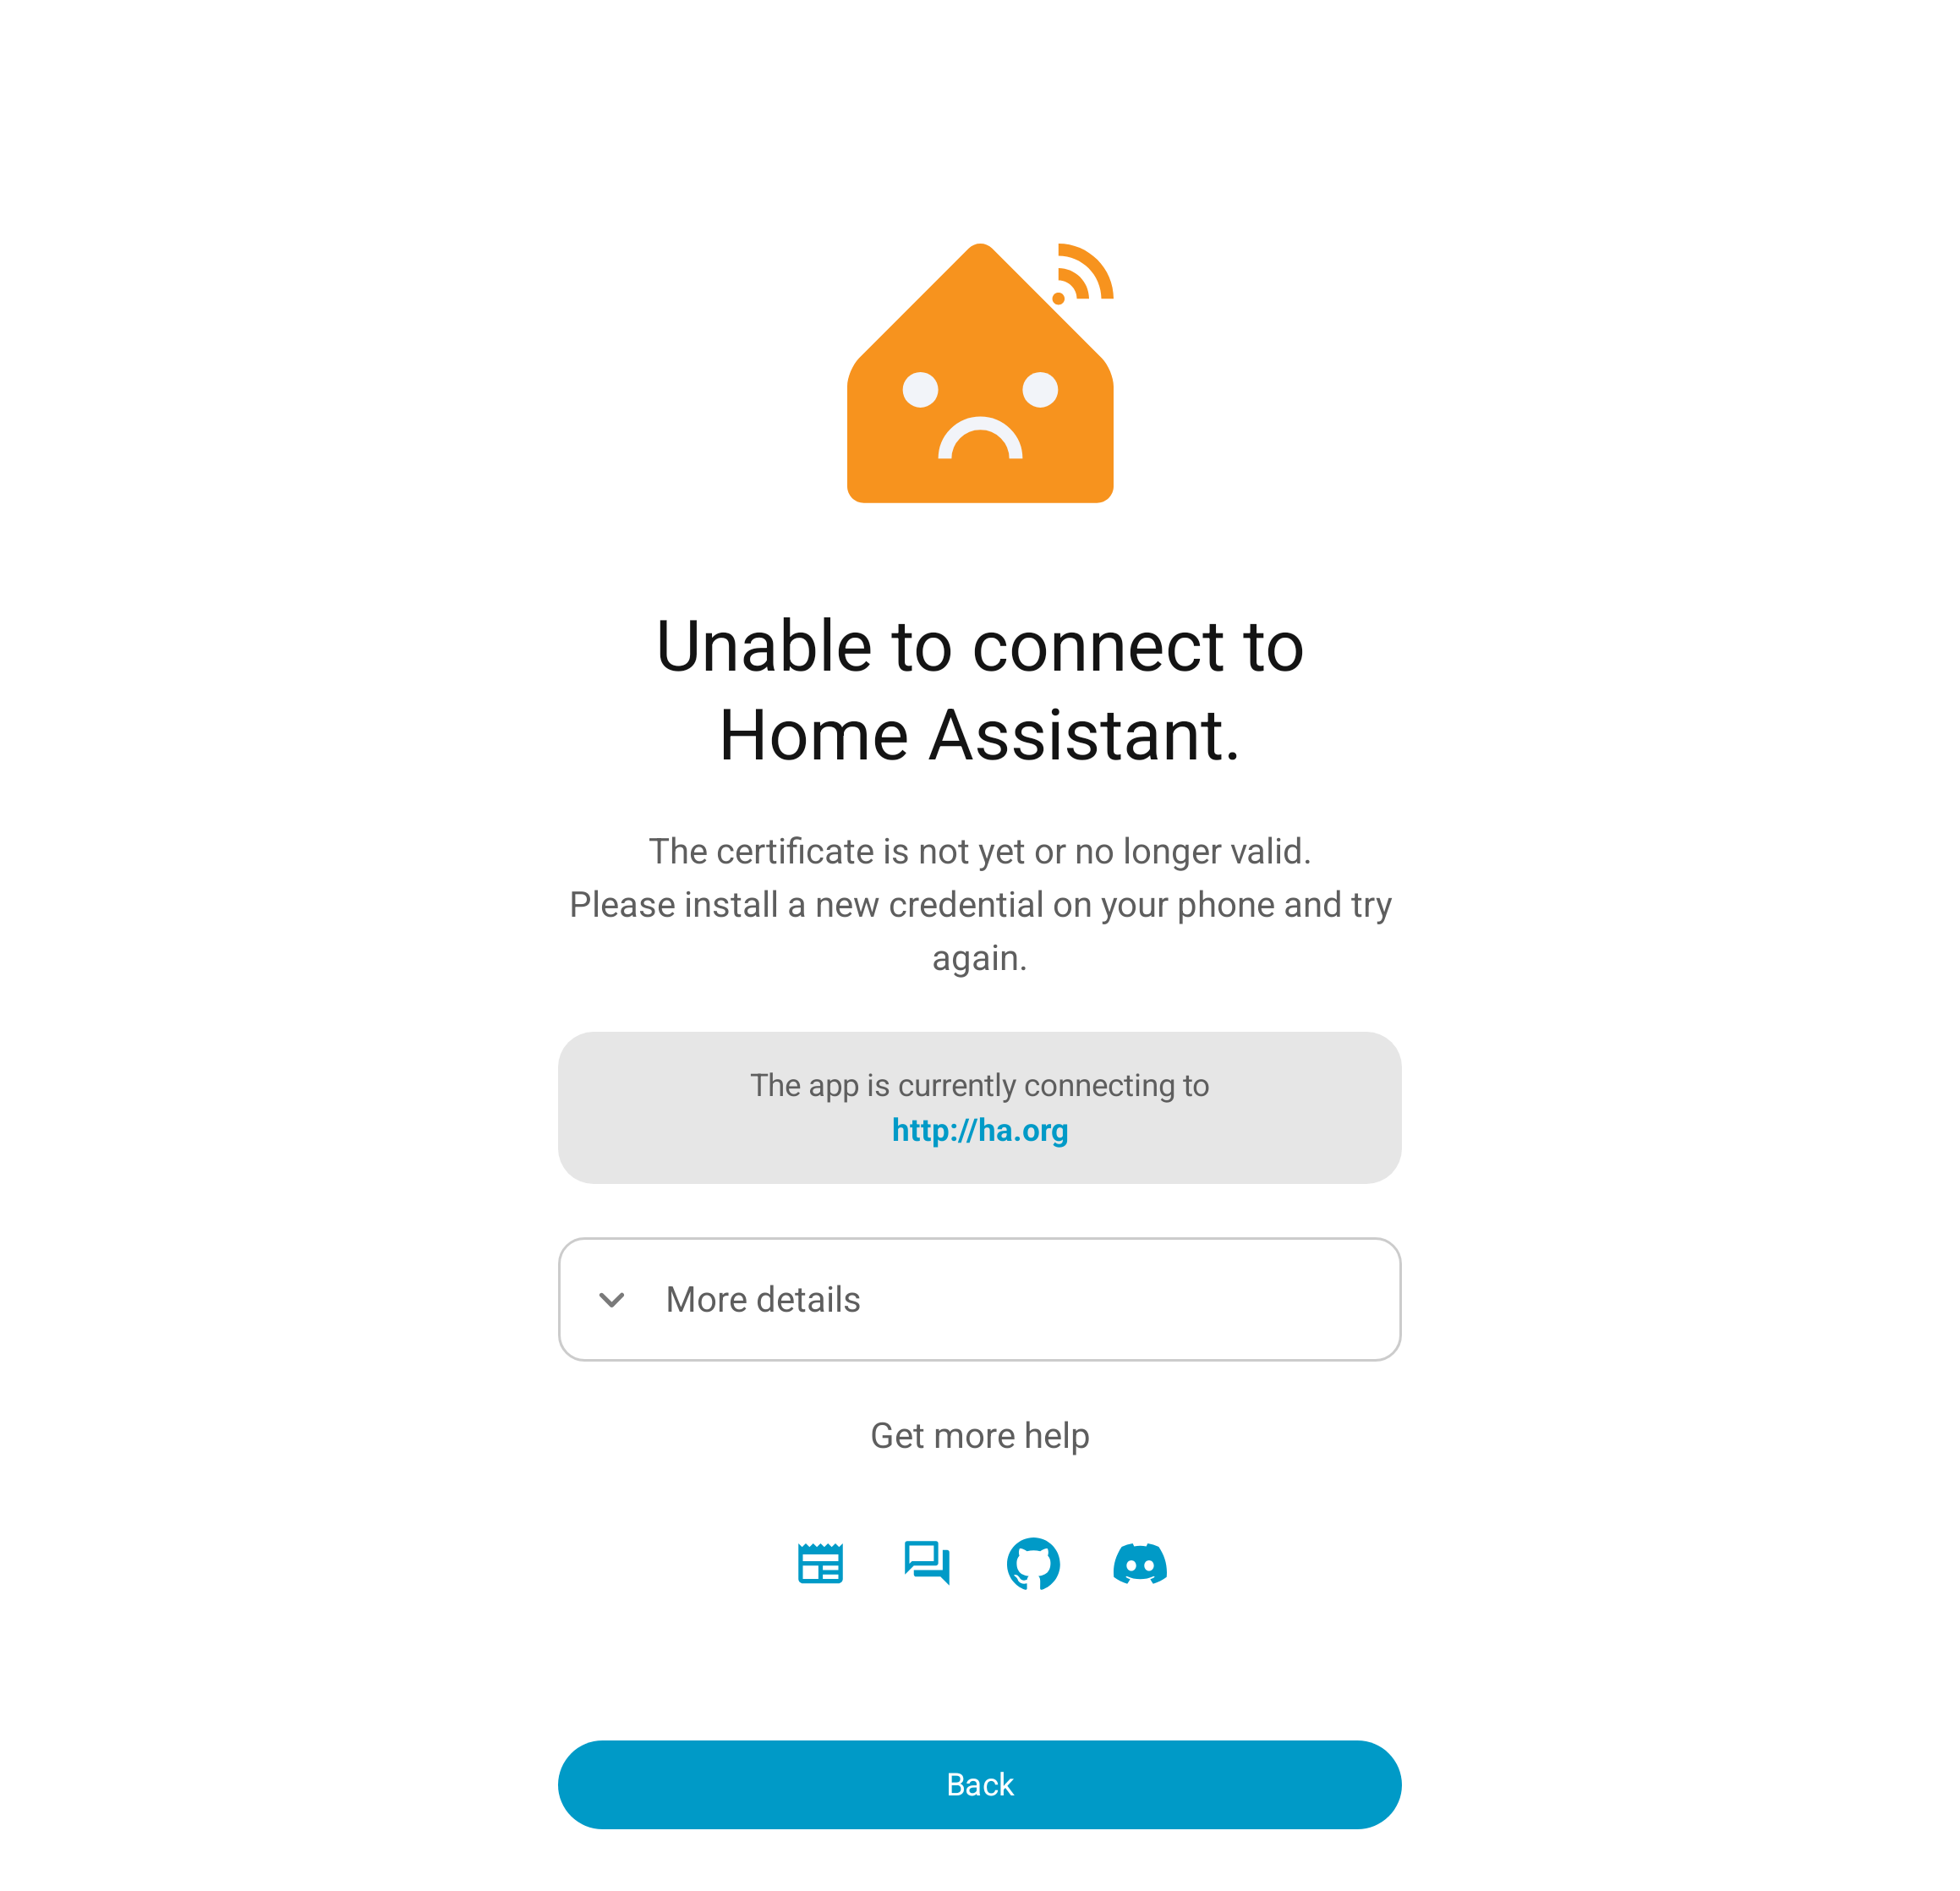 Unable to connect to
Home Assistant.
The certificate is not yet or no longer valid.
Please install a new credential on your phone and try
again.
The app is currently connecting to
http://ha.org
More details
Get more help
Back